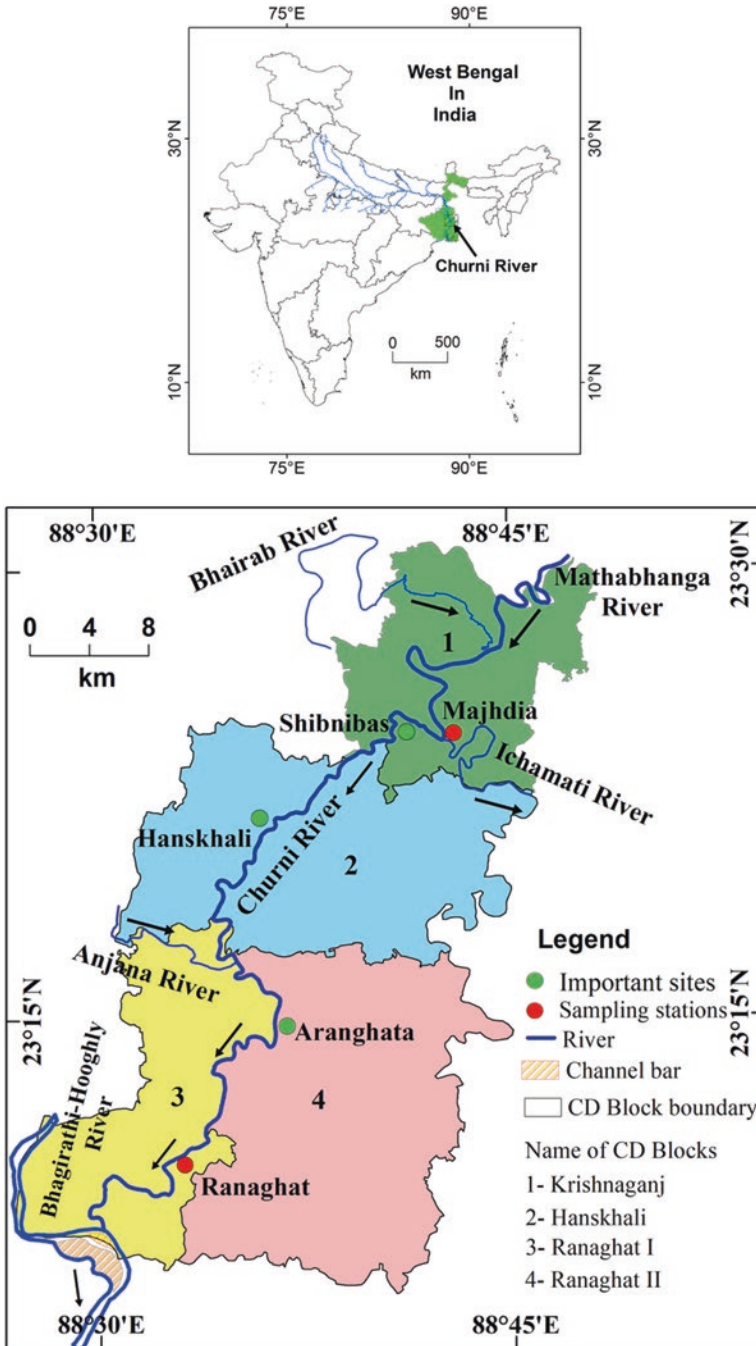 75°E
90°E
West Bengal
In
India
30°N
30°N
Churni River
0 500
km
10°N
10°N
75°E
90°E
88°30'E
88°45'E
Bhairab River
Mathabhanga
River
23°30'N
0 4 8
km
1
Shibnibas
Majhdia
Ichamati River
Hanskhali
Churni River
2
Anjana River
Legend
Important sites
Sampling stations
River
Channel bar
CD Block boundary
23°15'N
23°15'N
Aranghata
Bhagirathi-Hooghly
River
3
4
Ranaghat
Name of CD Blocks
1- Krishnaganj
2- Hanskhali
3- Ranaghat I
4- Ranaghat II
88°30'E
88°45'E